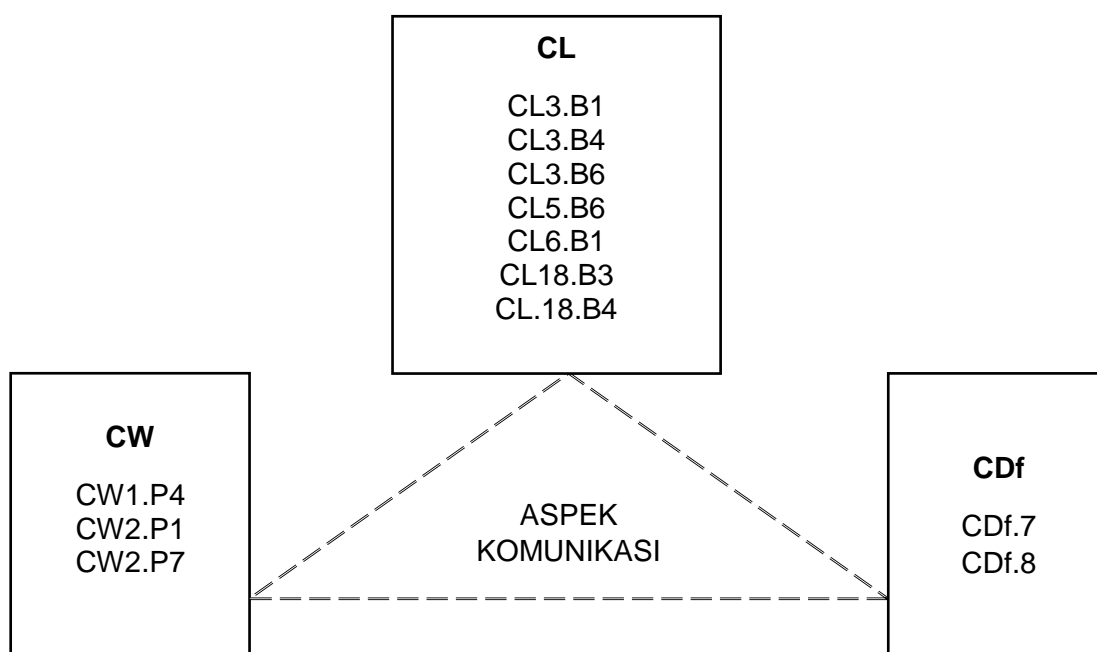 CL
CL3.B1
CL3.B4
CL3.B6
CL5.B6
CL6.B1
CL18.B3
CL.18.B4
CW
CW1.P4
CW2.P1
CW2.P7
ASPEK
KOMUNIKASI
CDf
CDf.7
CDf.8